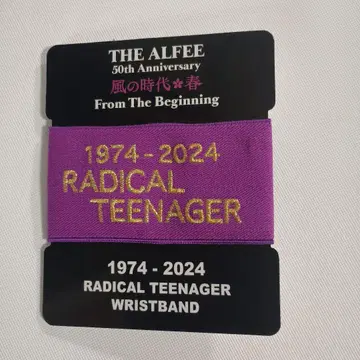 THE ALFEE
50th Anniversary
風の時代✿春
From The Beginning
1974-2024
RADICAL
TEENAGER
1974 - 2024
RADICAL TEENAGER
WRISTBAND